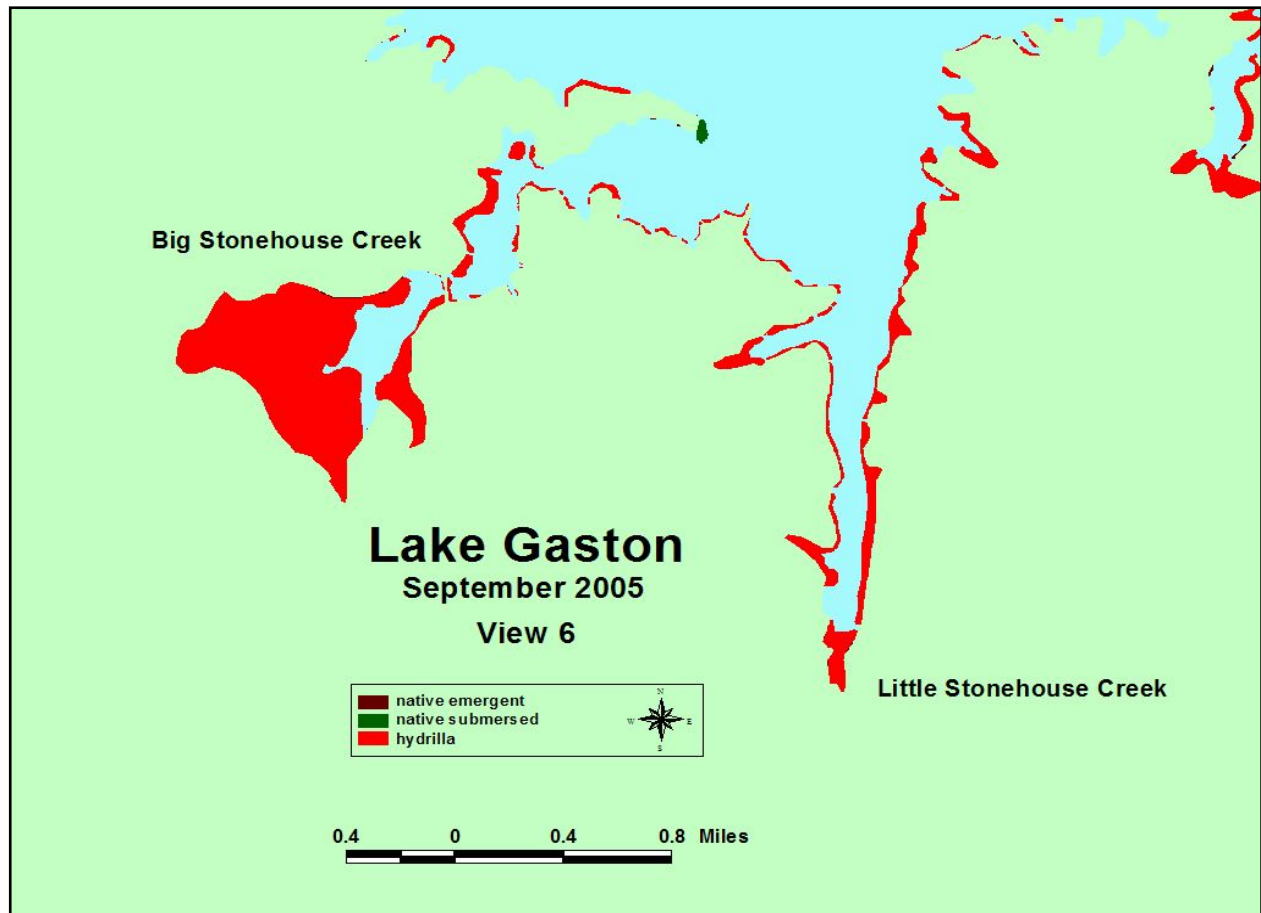 Big Stonehouse Creek
Lake Gaston
September 2005
View 6
Little Stonehouse Creek
native emergent
native submersed
hydrilla
N
W E
S
0.4 0 0.4 0.8 Miles